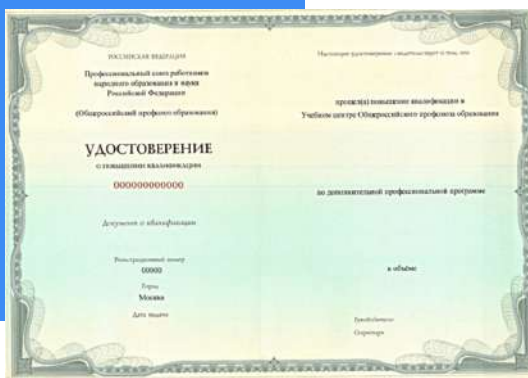 РОССИЙСКАЯ ФЕДЕРАЦИЯ
Профессиональный союз работников
народного образования и науки
Российской Федерации
(Общероссийский профсоюз образования)
УДОСТОВЕРЕНИЕ
о повышении квалификации
000000000000
Документ о квалификации
Регистрационный номер
00000
Город
Москва
Дата выдачи
Настоящее удостоверение свидетельствует о том, что
прошел(а) повышение квалификации в
Учебном центре Общероссийского профсоюза образования
по дополнительной профессиональной программе
в объёме
Руководитель
Секретарь